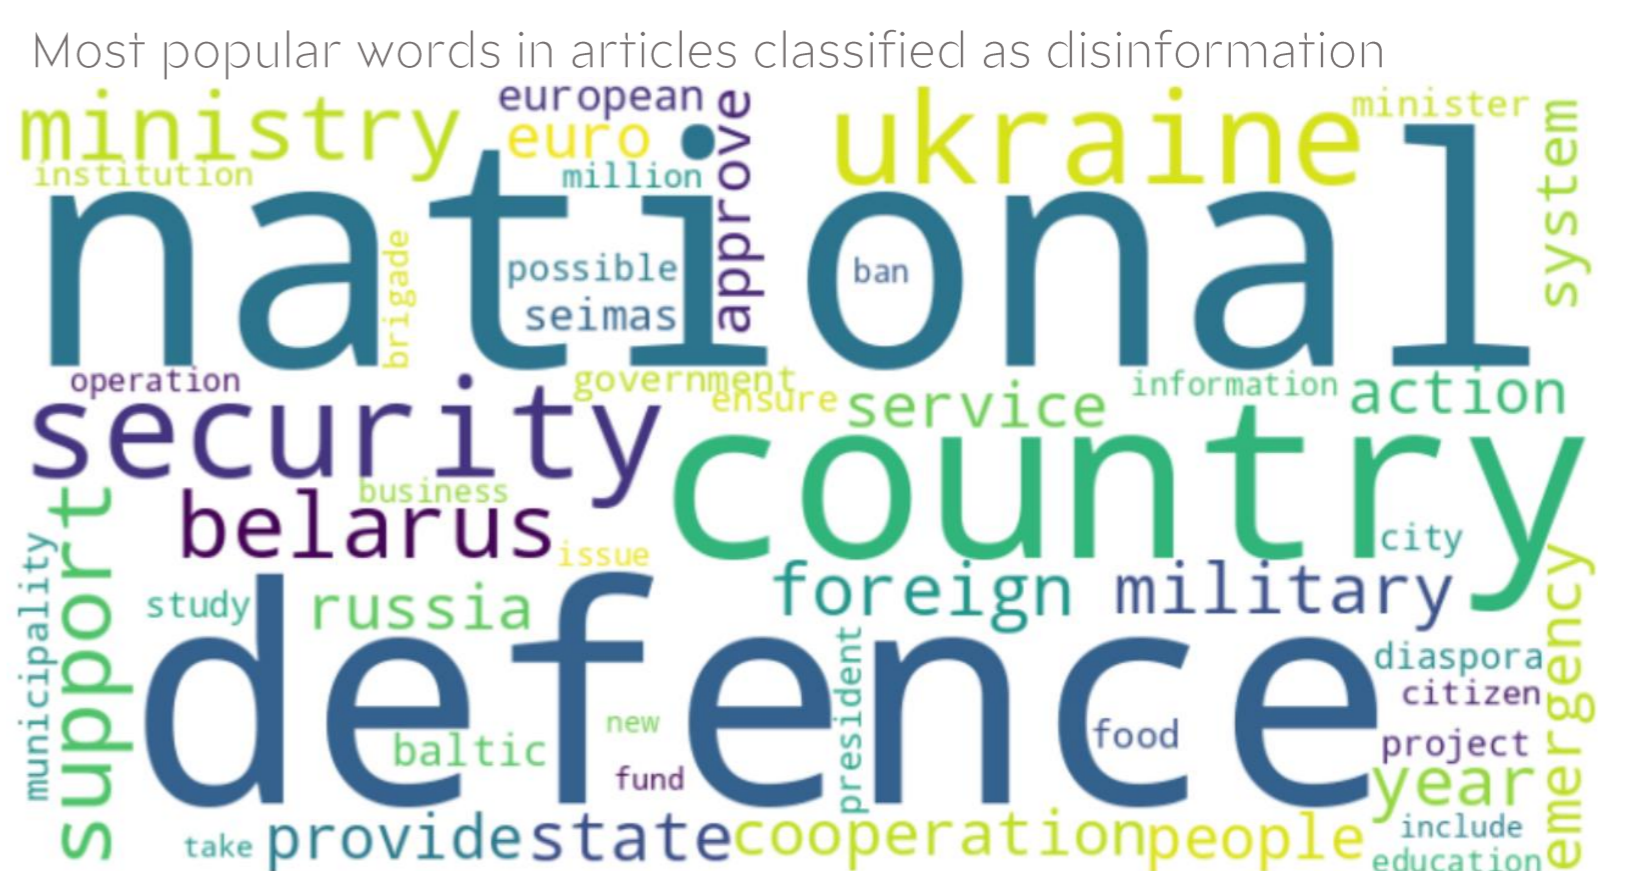 Most popular words in articles classified as disinformation
ministry
european
euro
million
approve
ukraine
minister
system
institution
national
brigade
possible
seimas
ban
operation
government
ensure
service
information
action
security
country
business
belarus
issue
city
support
municipality
study
russia
foreign
military
emergency
defence
baltic
new
fund
president
food
diaspora
citizen
project
year
take
provide
state
cooperation
people
include
education